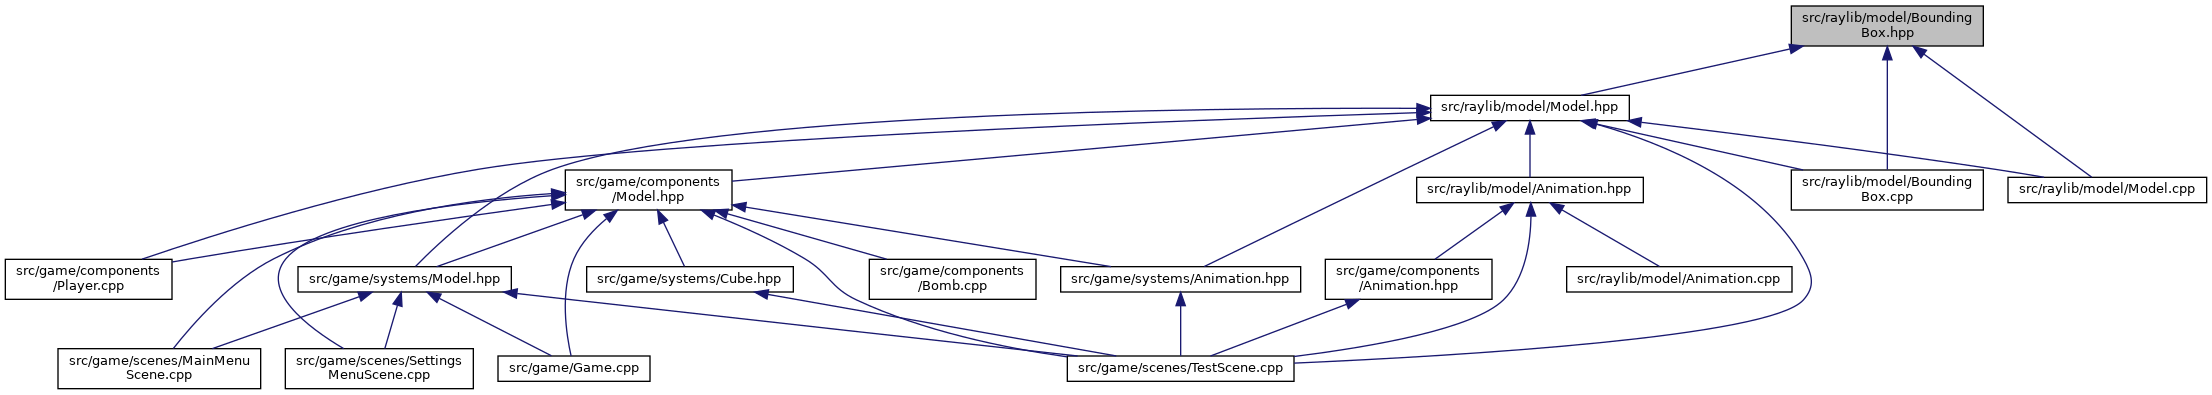 src/raylib/model/Bounding
Box.hpp
src/raylib/model/Model.hpp
src/game/components
/Model.hpp
src/raylib/model/Animation.hpp
src/raylib/model/Bounding
Box.cpp
src/raylib/model/Model.cpp
src/game/components
/Player.cpp
src/game/systems/Model.hpp
src/game/systems/Cube.hpp
src/game/components
/Bomb.cpp
src/game/systems/Animation.hpp
src/game/components
/Animation.hpp
src/raylib/model/Animation.cpp
src/game/scenes/MainMenu
Scene.cpp
src/game/scenes/Settings
MenuScene.cpp
src/game/Game.cpp
src/game/scenes/TestScene.cpp